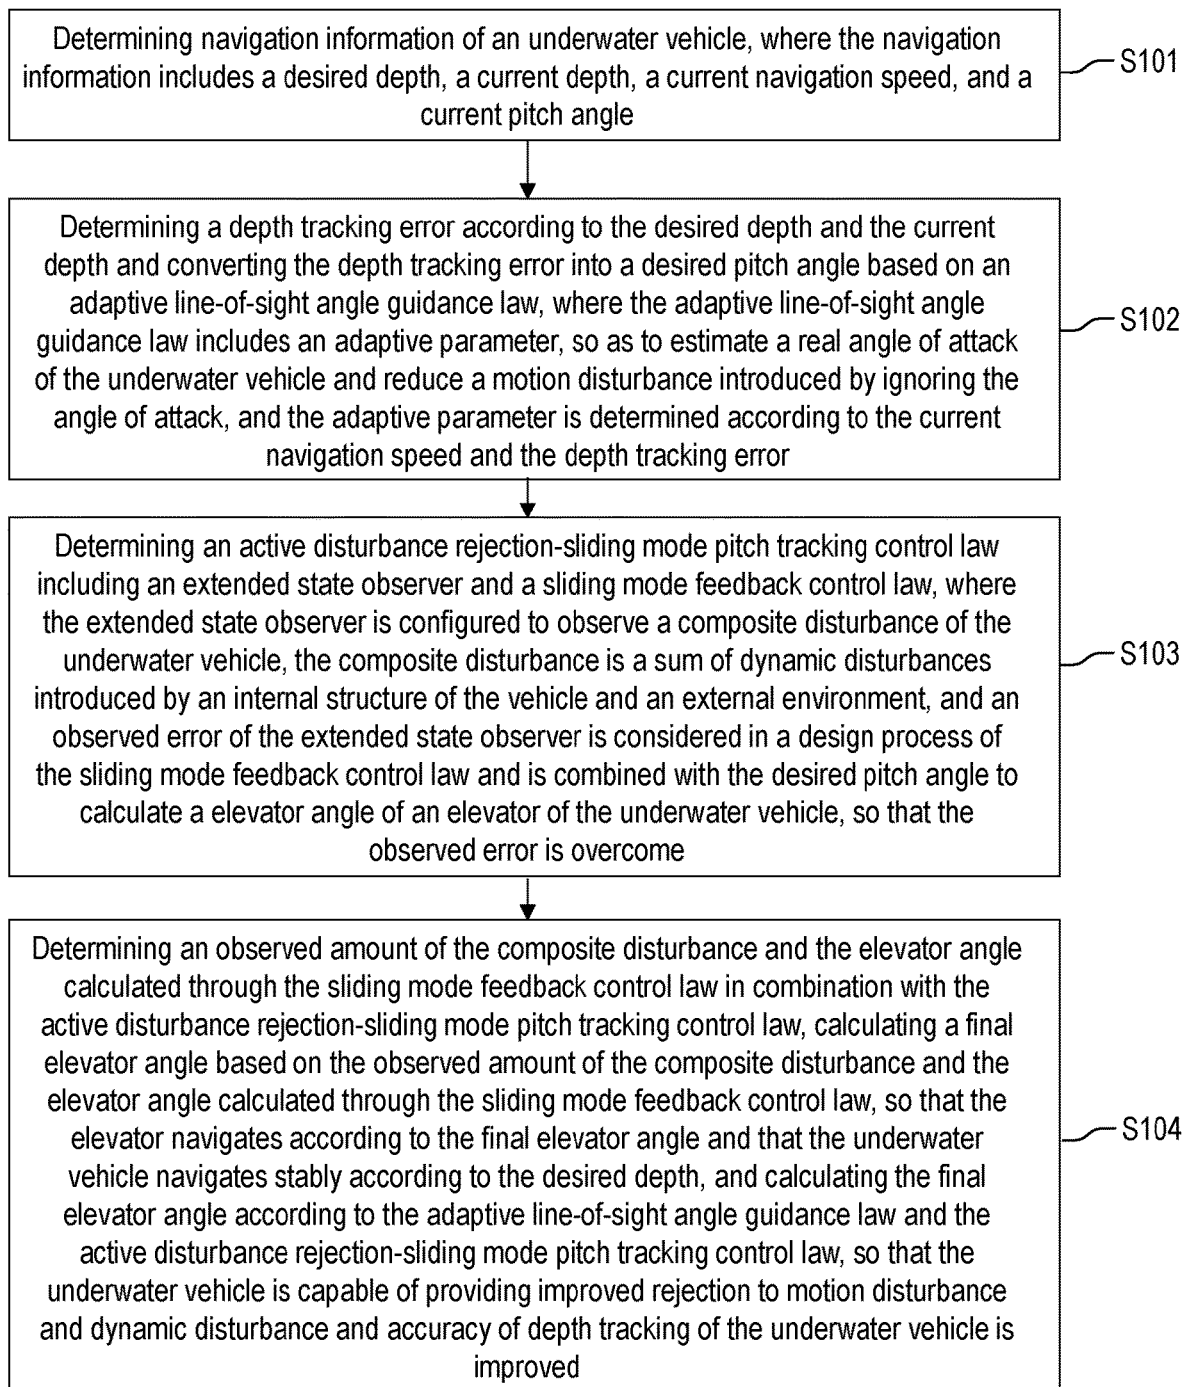 Determining navigation information of an underwater vehicle, where the navigation
information includes a desired depth, a current depth, a current navigation speed, and a
current pitch angle
S101
Determining a depth tracking error according to the desired depth and the current
depth and converting the depth tracking error into a desired pitch angle based on an
adaptive line-of-sight angle guidance law, where the adaptive line-of-sight angle
guidance law includes an adaptive parameter, so as to estimate a real angle of attack
of the underwater vehicle and reduce a motion disturbance introduced by ignoring the
angle of attack, and the adaptive parameter is determined according to the current
navigation speed and the depth tracking error
S102
Determining an active disturbance rejection-sliding mode pitch tracking control law
including an extended state observer and a sliding mode feedback control law, where
the extended state observer is configured to observe a composite disturbance of the
underwater vehicle, the composite disturbance is a sum of dynamic disturbances
introduced by an internal structure of the vehicle and an external environment, and an
observed error of the extended state observer is considered in a design process of
the sliding mode feedback control law and is combined with the desired pitch angle to
calculate a elevator angle of an elevator of the underwater vehicle, so that the
observed error is overcome
S103
Determining an observed amount of the composite disturbance and the elevator angle
calculated through the sliding mode feedback control law in combination with the
active disturbance rejection-sliding mode pitch tracking control law, calculating a final
elevator angle based on the observed amount of the composite disturbance and the
elevator angle calculated through the sliding mode feedback control law, so that the
elevator navigates according to the final elevator angle and that the underwater
vehicle navigates stably according to the desired depth, and calculating the final
elevator angle according to the adaptive line-of-sight angle guidance law and the
active disturbance rejection-sliding mode pitch tracking control law, so that the
underwater vehicle is capable of providing improved rejection to motion disturbance
and dynamic disturbance and accuracy of depth tracking of the underwater vehicle is
improved
S104